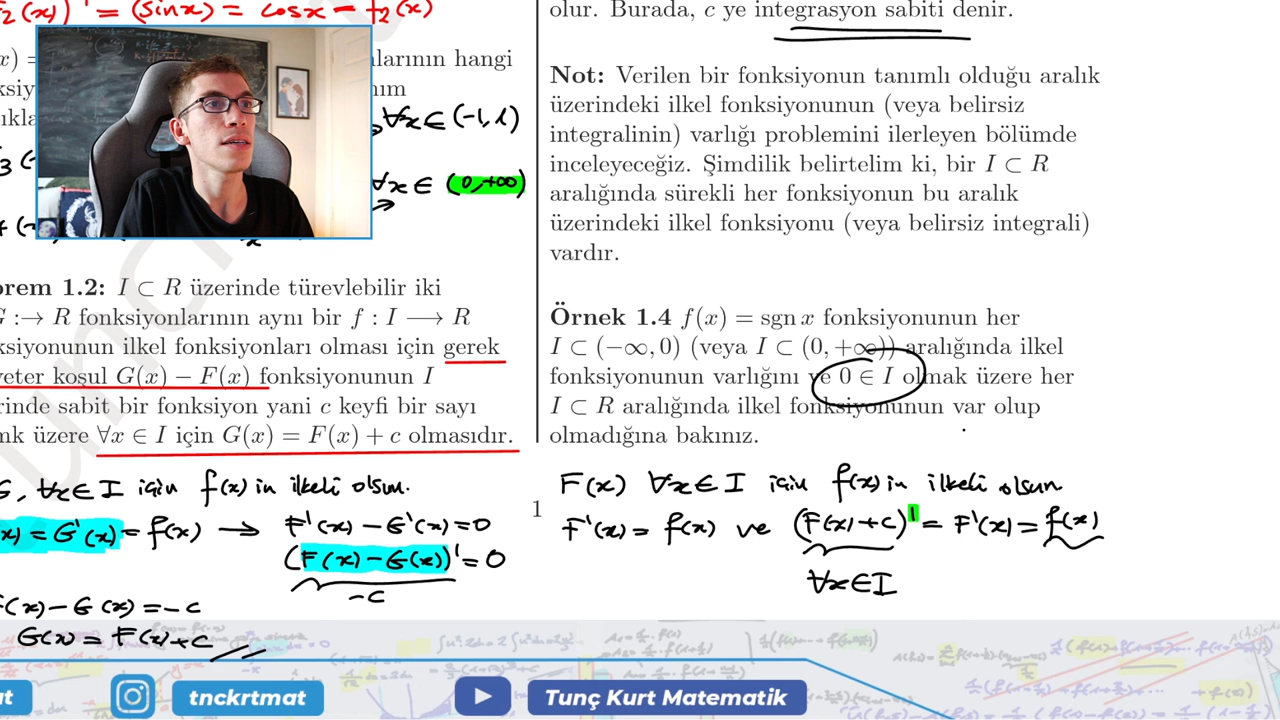 f₂(x))' = (sinx) = cosx = f₂(x)
larının hangi
nım
∀x ∈ (-1,1)
∀x ∈ (0,+∞)
orem 1.2: I ⊂ R üzerinde türevlebilir iki
G :→ R fonksiyonlarının aynı bir f : I ⟶ R
ksiyonunun ilkel fonksiyonları olması için gerek
yeter koşul G(x) − F(x) fonksiyonunun I
rinde sabit bir fonksiyon yani c keyfi bir sayı
mk üzere ∀x ∈ I için G(x) = F(x) + c olmasıdır.
G, ∀x∈I için f(x) in ilkeli olsun.
x) = G'(x) = f(x) → F'(x) − G'(x) = 0
(F(x) − G(x))' = 0
-c
F(x) − G(x) = −c
G(x) = F(x)+c
olur. Burada, c ye integrasyon sabiti denir.
Not: Verilen bir fonksiyonun tanımlı olduğu aralık
üzerindeki ilkel fonksiyonunun (veya belirsiz
integralinin) varlığı problemini ilerleyen bölümde
inceleyeceğiz. Şimdilik belirtelim ki, bir I ⊂ R
aralığında sürekli her fonksiyonun bu aralık
üzerindeki ilkel fonksiyonu (veya belirsiz integrali)
vardır.
Örnek 1.4 f(x) = sgn x fonksiyonunun her
I ⊂ (−∞, 0) (veya I ⊂ (0, +∞)) aralığında ilkel
fonksiyonunun varlığını ve 0 ∈ I olmak üzere her
I ⊂ R aralığında ilkel fonksiyonunun var olup
olmadığına bakınız.
1
F(x) ∀x∈I için f(x) in ilkeli olsun
F'(x) = f(x) ve (F(x)+c)' = F'(x) = f(x)
∀x∈I
tnckrtmat
Tunç Kurt Matematik